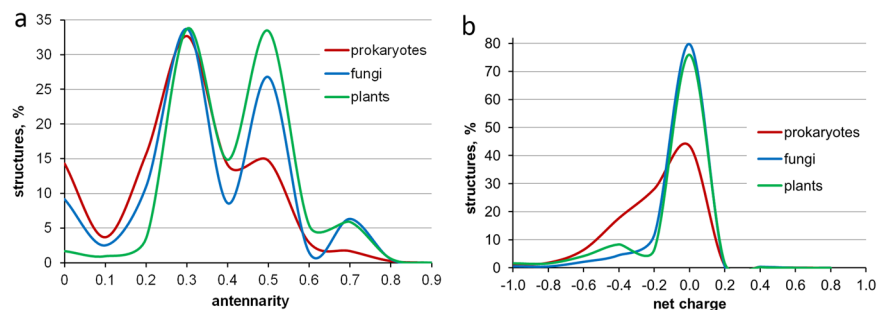 a
35
30
25
20
15
10
5
0
structures, %
0 0.1 0.2 0.3 0.4 0.5 0.6 0.7 0.8 0.9
antennarity
prokaryotes
fungi
plants
b
80
70
60
50
40
30
20
10
0
structures, %
-1.0 -0.8 -0.6 -0.4 -0.2 0.0 0.2 0.4 0.6 0.8 1.0
net charge
prokaryotes
fungi
plants